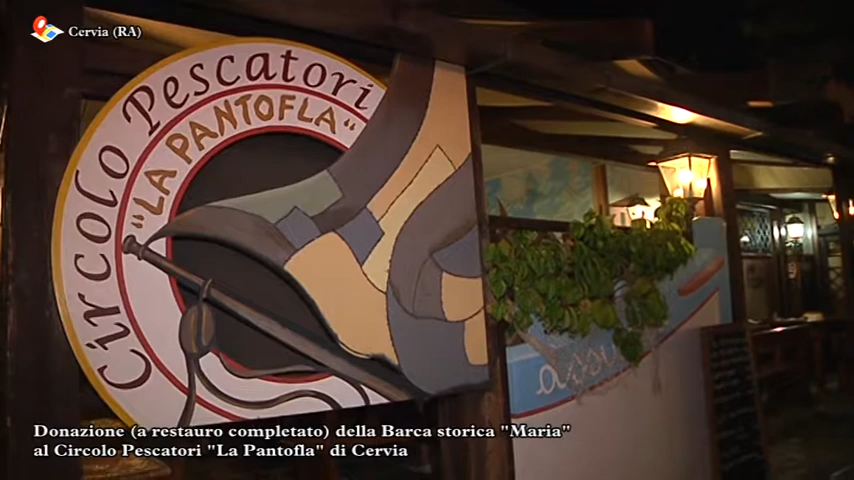 Cervia (RA)
Circolo Pescatori
"LA PANTOFLA"
Donazione (a restauro completato) della Barca storica "Maria"
al Circolo Pescatori "La Pantofla" di Cervia